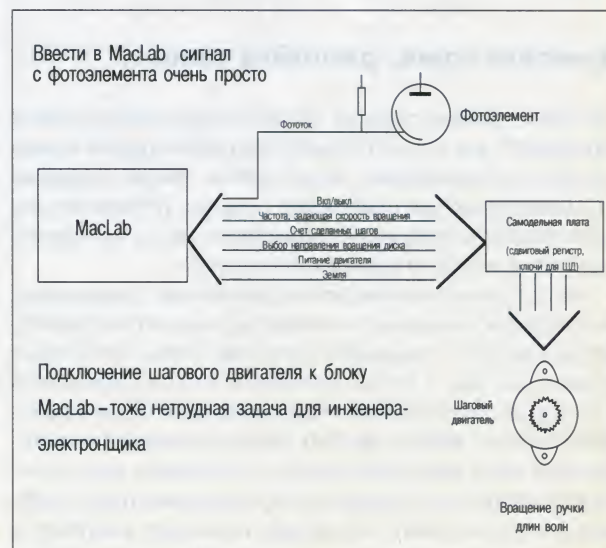 Ввести в MacLab сигнал
с фотоэлемента очень просто
Фотоэлемент
Фототок
MacLab
Вкл/выкл
Частота, задающая скорость вращения
Счет сделанных шагов
Выбор направления вращения диска
Питание двигателя
Земля
Самодельная плата
(сдвиговый регистр,
ключи для ШД)
Подключение шагового двигателя к блоку
MacLab – тоже нетрудная задача для инженера-
электронщика
Шаговый
двигатель
Вращение ручки
длин волн